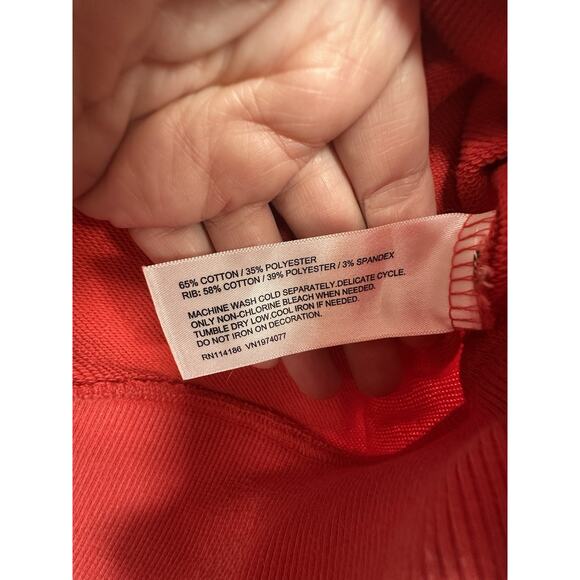 65% COTTON / 35% POLYESTER
RIB: 58% COTTON / 39% POLYESTER / 3% SPANDEX
MACHINE WASH COLD SEPARATELY.DELICATE CYCLE.
ONLY NON-CHLORINE BLEACH WHEN NEEDED.
TUMBLE DRY LOW.COOL IRON IF NEEDED.
DO NOT IRON ON DECORATION.
RN114186 VN1974077